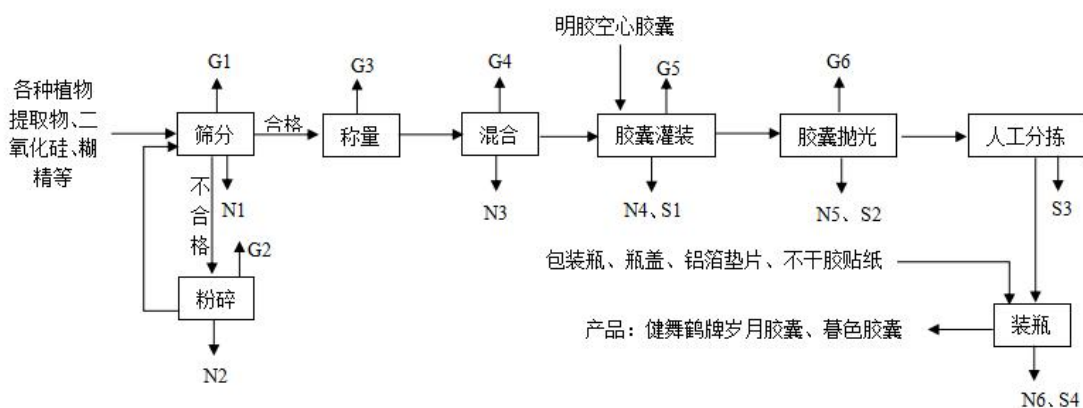 明胶空心胶囊
G1
G3
G4
G5
G6
各种植物
提取物、二
氧化硅、糊
精等
筛分
合格
称量
混合
胶囊灌装
胶囊抛光
人工分拣
不
合
格
N1
N3
N4、S1
N5、S2
S3
G2
包装瓶、瓶盖、铝箔垫片、不干胶贴纸
粉碎
产品：健舞鹤牌岁月胶囊、暮色胶囊
装瓶
N2
N6、S4